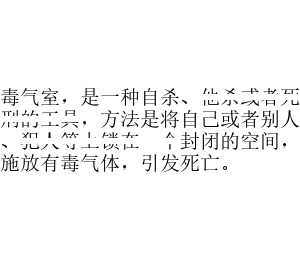 毒气室，是一种自杀、他杀或者死
刑的工具，方法是将自己或者别人
、犯人等上锁在一个封闭的空间，
施放有毒气体，引发死亡。